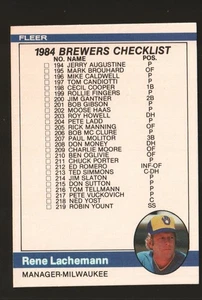 FLEER
1984 BREWERS CHECKLIST
NO. NAME POS.
194 JERRY AUGUSTINE P
195 MARK BROUHARD OF
196 MIKE CALDWELL P
197 TOM CANDIOTTI P
198 CECIL COOPER 1B
199 ROLLIE FINGERS P
200 JIM GANTNER 2B
201 BOB GIBSON P
202 MOOSE HAAS P
203 ROY HOWELL DH
204 PETE LADD P
205 RICK MANNING OF
206 BOB MC CLURE P
207 PAUL MOLITOR 3B
208 DON MONEY DH
209 CHARLIE MOORE OF
210 BEN OGLIVIE OF
211 CHUCK PORTER P
212 ED ROMERO INF-OF
213 TED SIMMONS C-DH
214 JIM SLATON P
215 DON SUTTON P
216 TOM TELLMANN P
217 PETE VUCKOVICH P
218 NED YOST C
219 ROBIN YOUNT SS
Rene Lachemann
MANAGER-MILWAUKEE